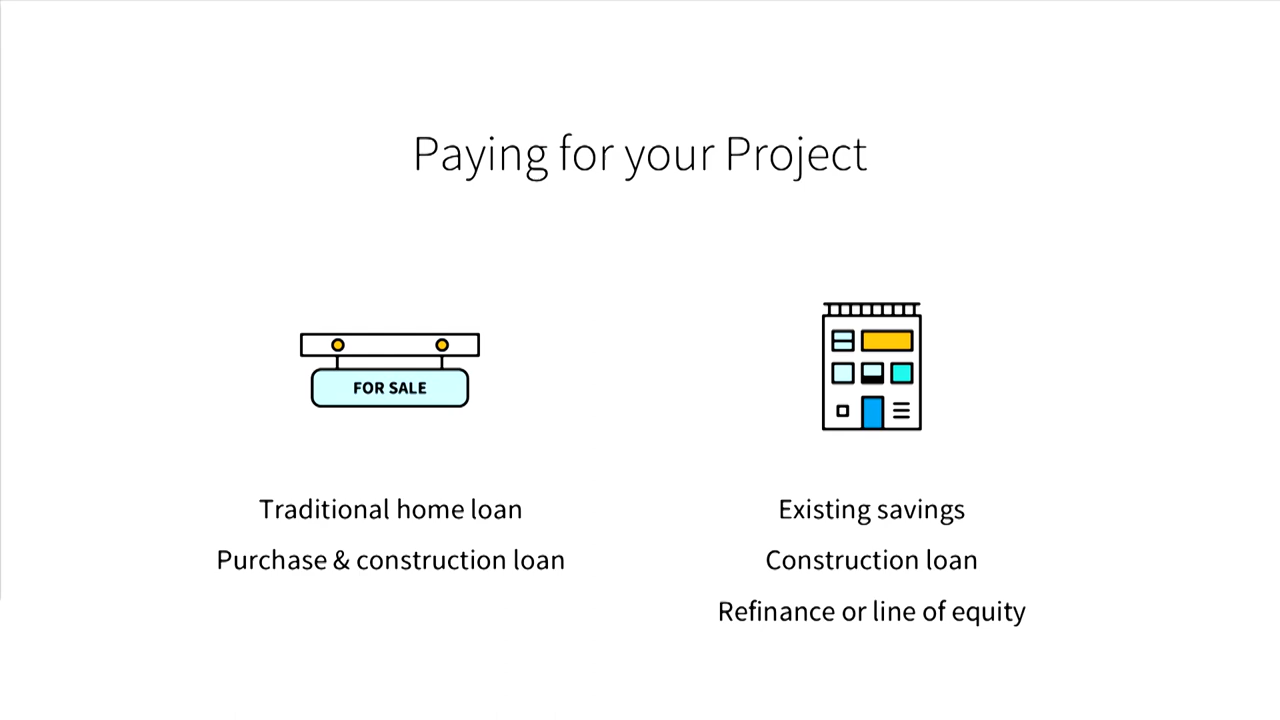 Paying for your Project
FOR SALE
Traditional home loan
Purchase & construction loan
Existing savings
Construction loan
Refinance or line of equity